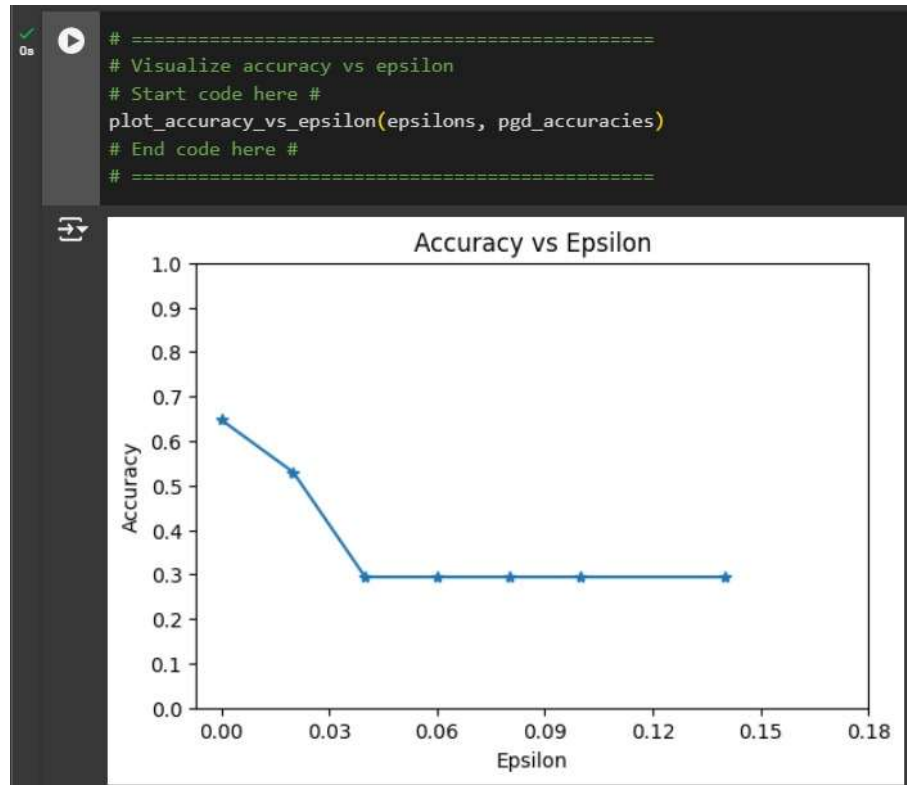 0s
# ===============================================
# Visualize accuracy vs epsilon
# Start code here #
plot_accuracy_vs_epsilon(epsilons, pgd_accuracies)
# End code here #
# ===============================================
Accuracy vs Epsilon
1.0
0.9
0.8
0.7
0.6
0.5
0.4
0.3
0.2
0.1
0.0
Accuracy
0.00 0.03 0.06 0.09 0.12 0.15 0.18
Epsilon